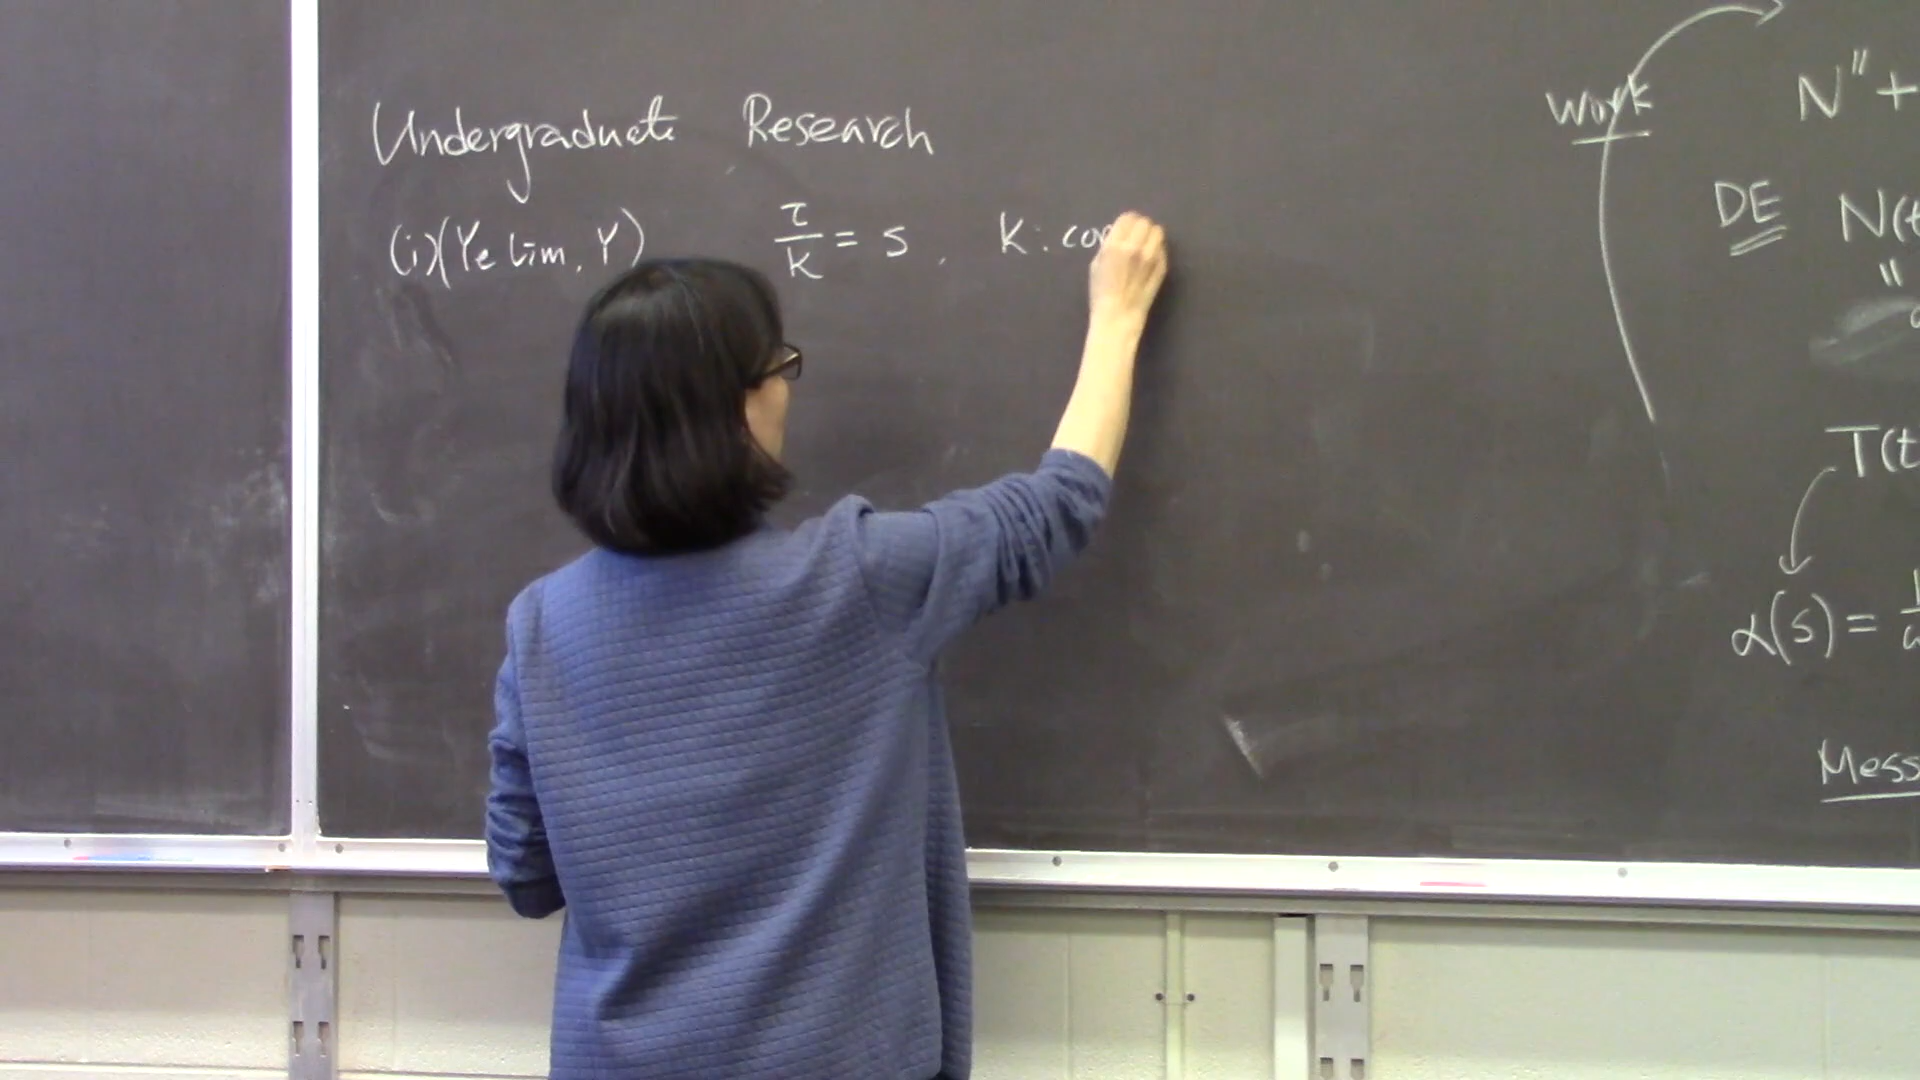 Undergraduate Research
(i)(Ye Lim, Y) τ/κ = s, κ: co
Work
N'' +
DE N(t
"
T(t
α(s) =
Mess